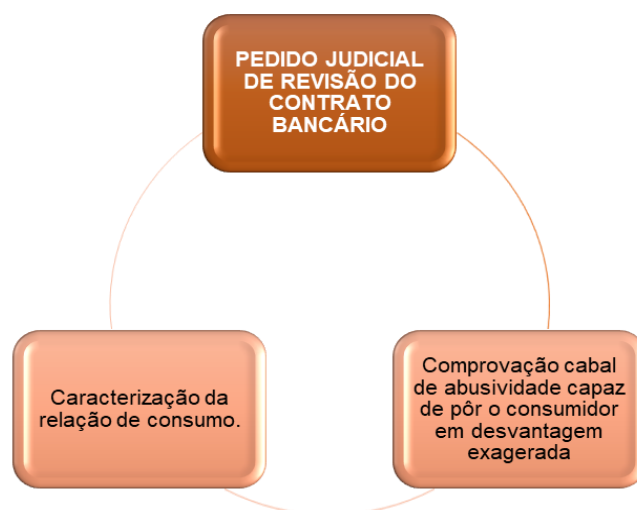 PEDIDO JUDICIAL
DE REVISÃO DO
CONTRATO
BANCÁRIO
Caracterização da
relação de consumo.
Comprovação cabal
de abusividade capaz
de pôr o consumidor
em desvantagem
exagerada